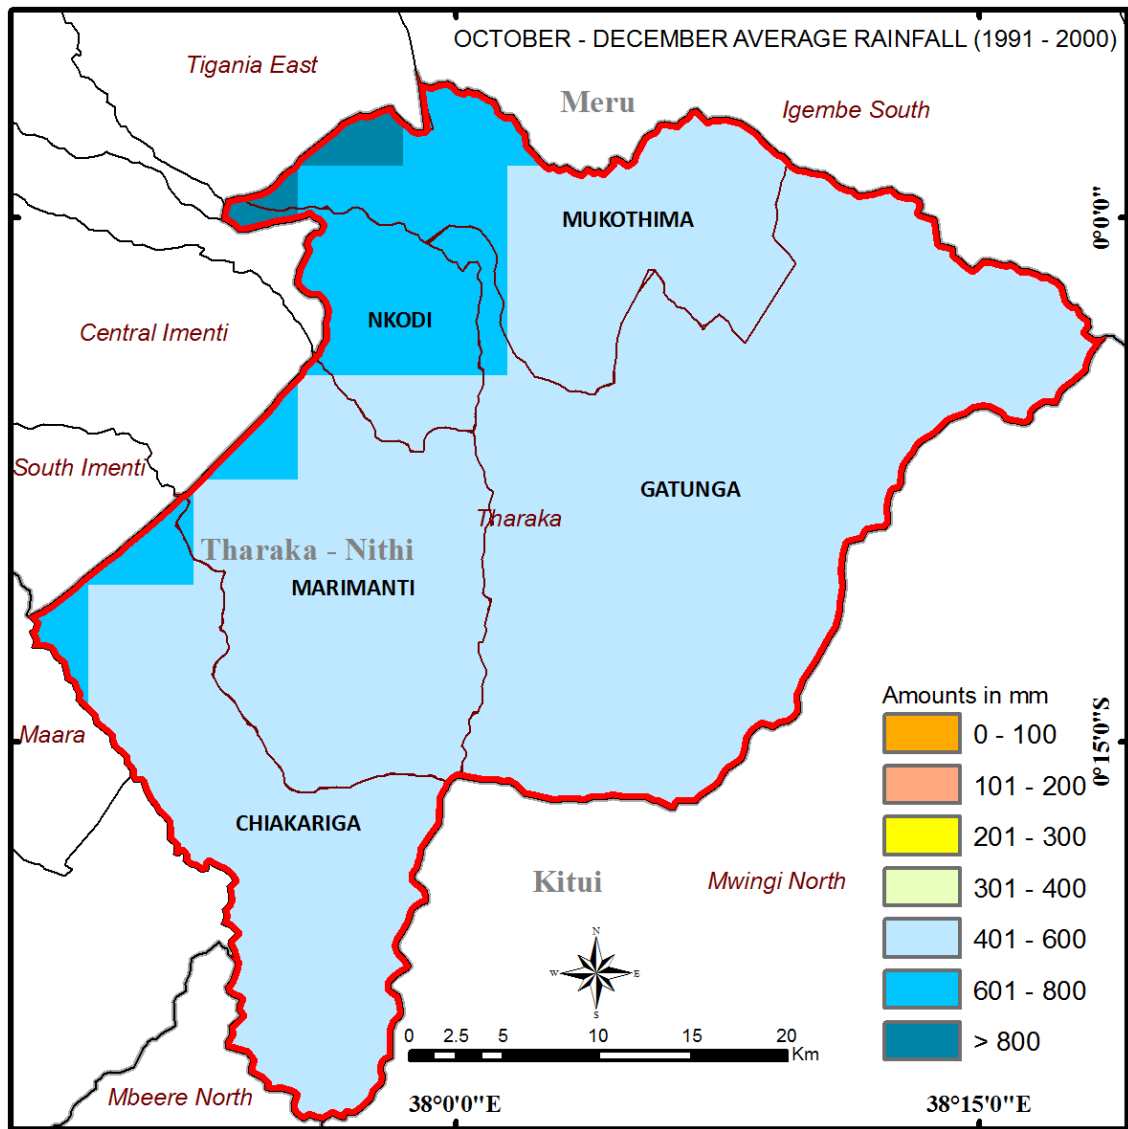 OCTOBER - DECEMBER AVERAGE RAINFALL (1991 - 2000)
Tigania East
Meru
Igembe South
MUKOTHIMA
0°0'0"
NKODI
Central Imenti
South Imenti
GATUNGA
Tharaka
Tharaka - Nithi
MARIMANTI
Maara
Amounts in mm
0 - 100
101 - 200
201 - 300
301 - 400
401 - 600
601 - 800
> 800
0°15'0"S
CHIAKARIGA
Kitui
Mwingi North
N
W
E
S
0 2.5 5 10 15 20
Km
Mbeere North
38°0'0"E
38°15'0"E